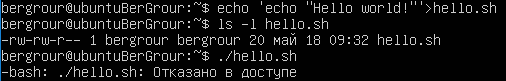 bergrour@ubuntuBerGrour:~$ echo 'echo "Hello world!"'>hello.sh
bergrour@ubuntuBerGrour:~$ ls -l hello.sh
-rw-rw-r-- 1 bergrour bergrour 20 май 18 09:32 hello.sh
bergrour@ubuntuBerGrour:~$ ./hello.sh
-bash: ./hello.sh: Отказано в доступе